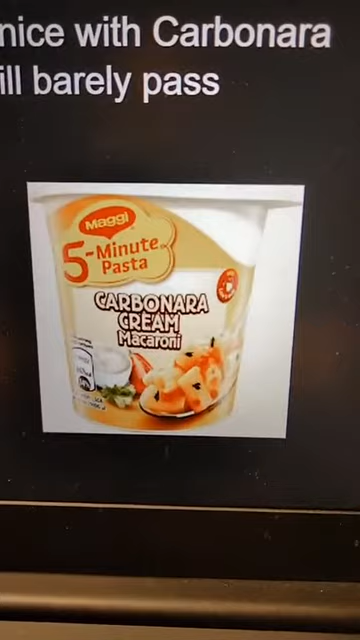 nice with Carbonara
ill barely pass
Maggi
5-Minute
Pasta
CARBONARA
CREAM
Macaroni